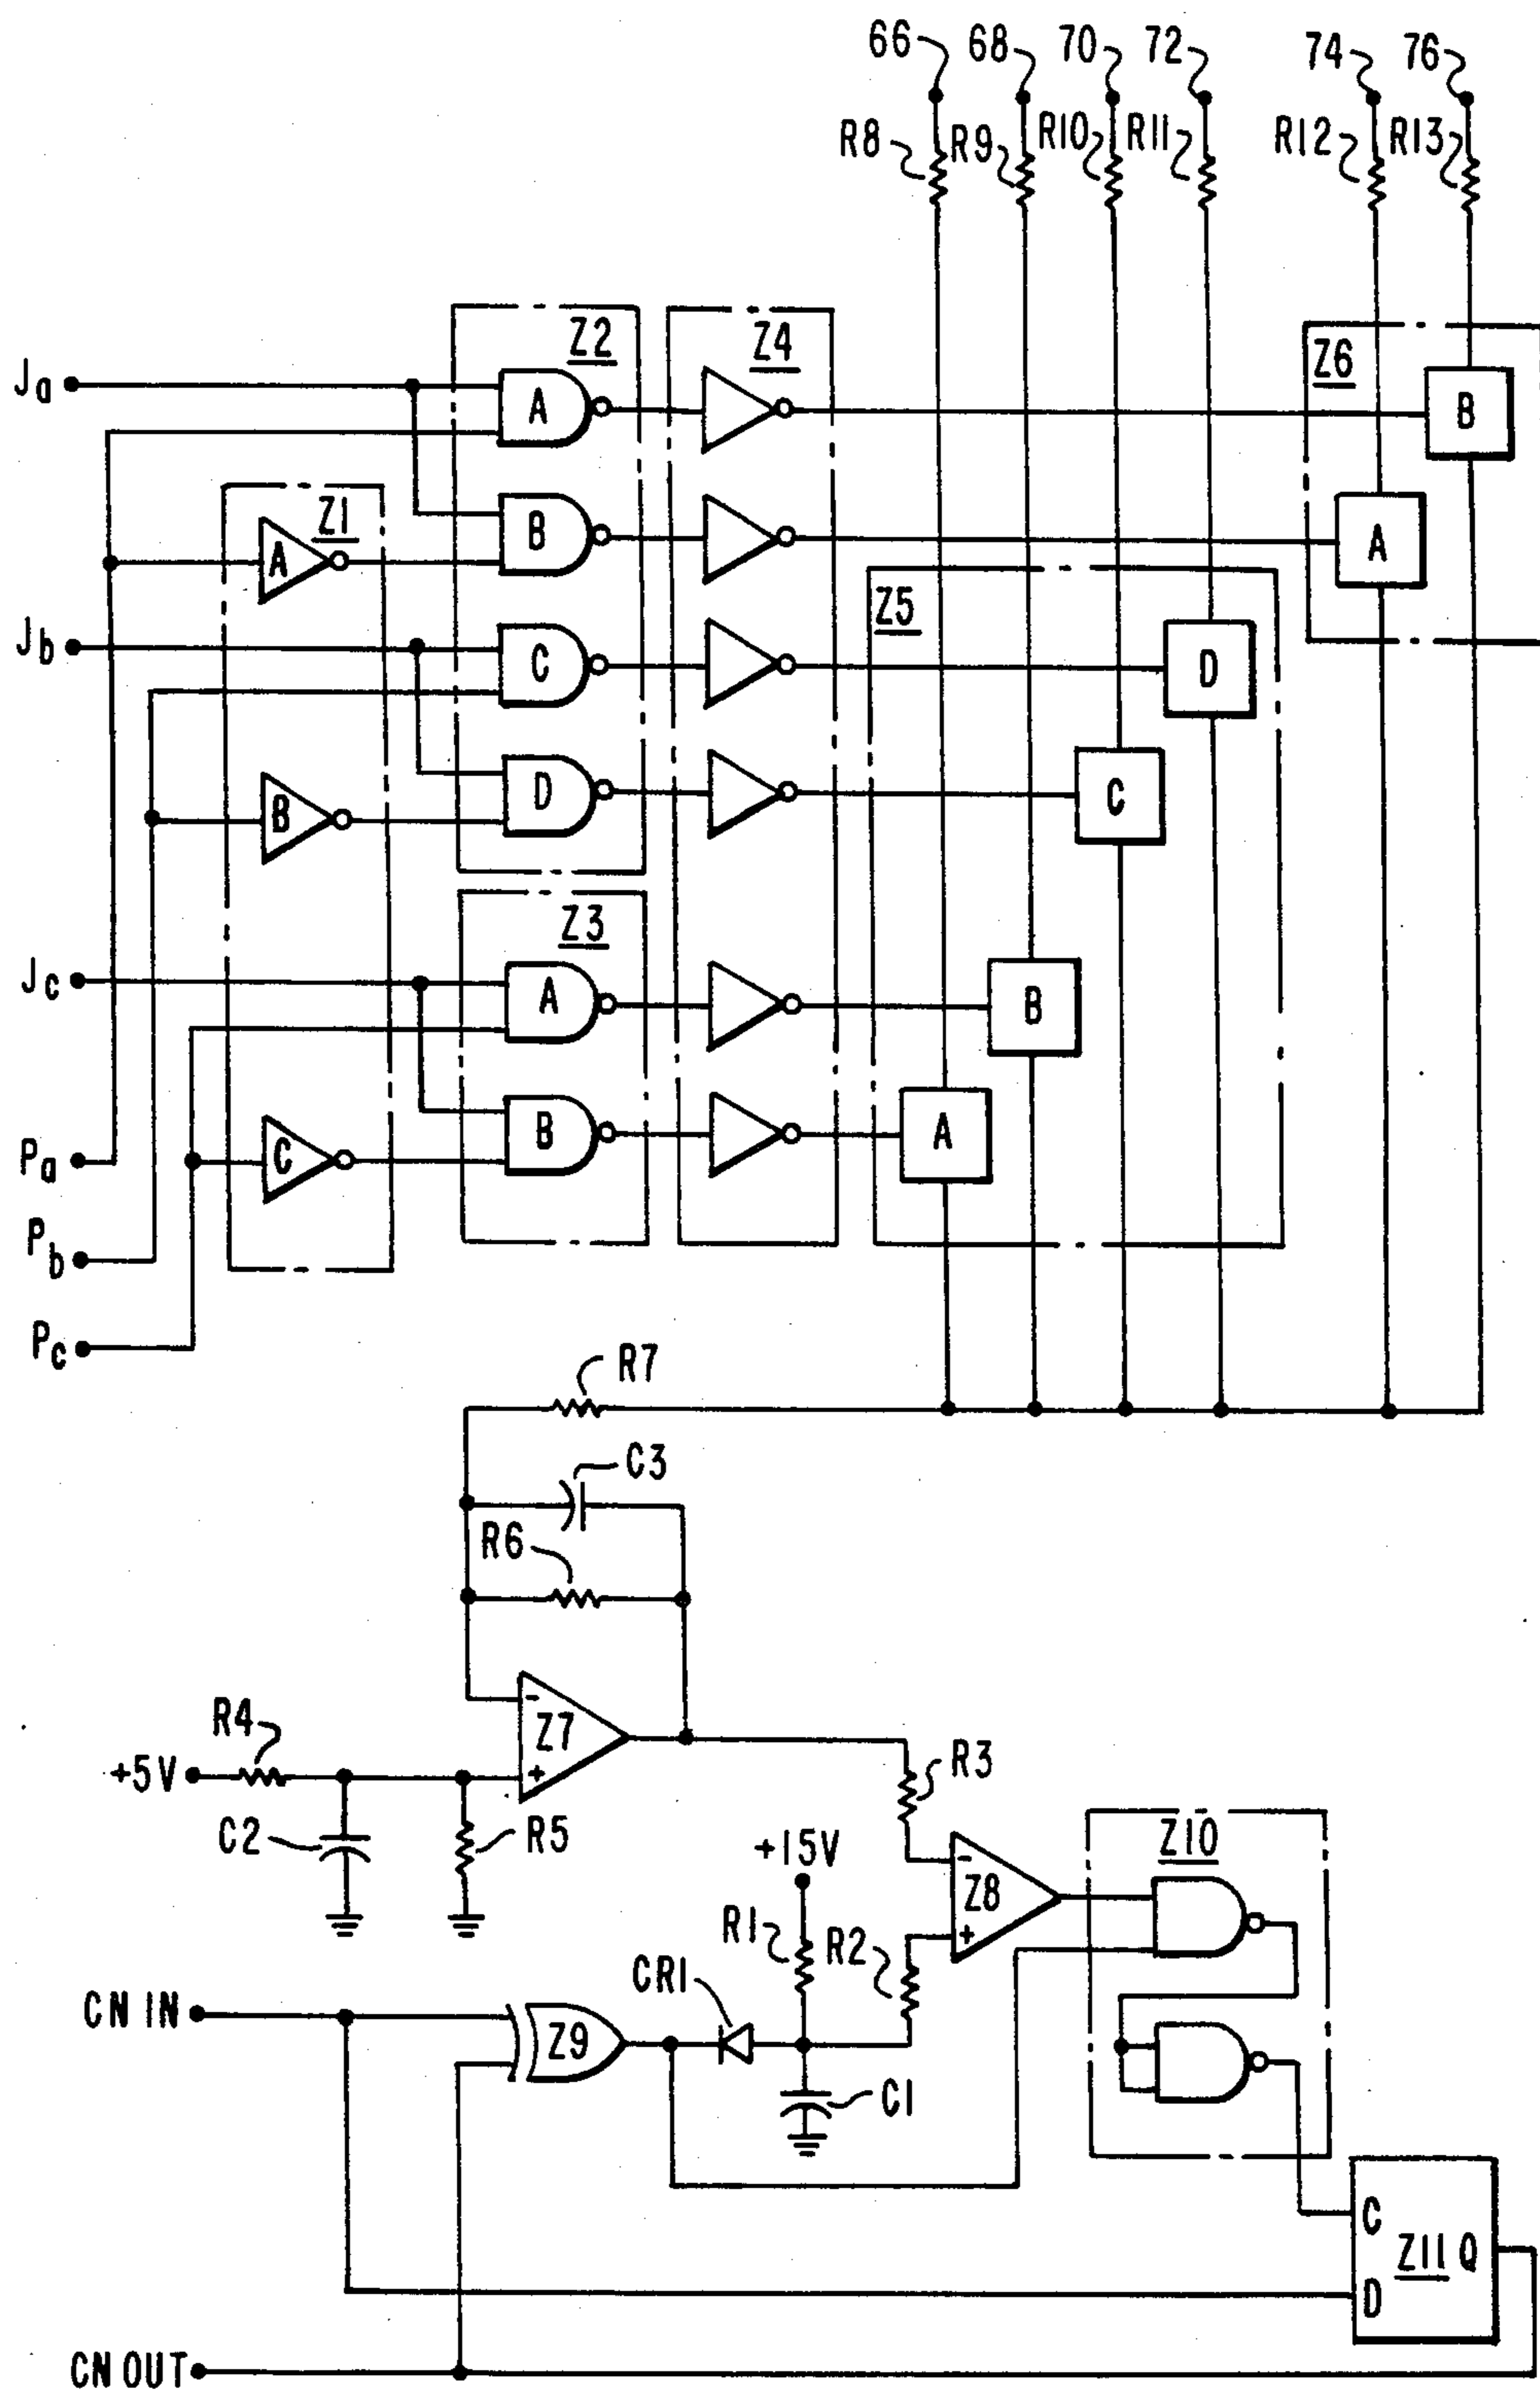 66 68 70 72 74 76
R8 R9 R10 R11 R12 R13
Z2 Z4 Z6
Ja A B
Z1 B A
A
Z5
Jb C D
D C
B
Z3
Jc A B
B A
Pa C
Pb
Pc
R7
C3
R6
R4 - Z7
+5V + R3
C2 R5
+15V Z10
- Z8
R1 R2 +
CR1
CN IN
Z9
C1
C
Z11 Q
D
CN OUT